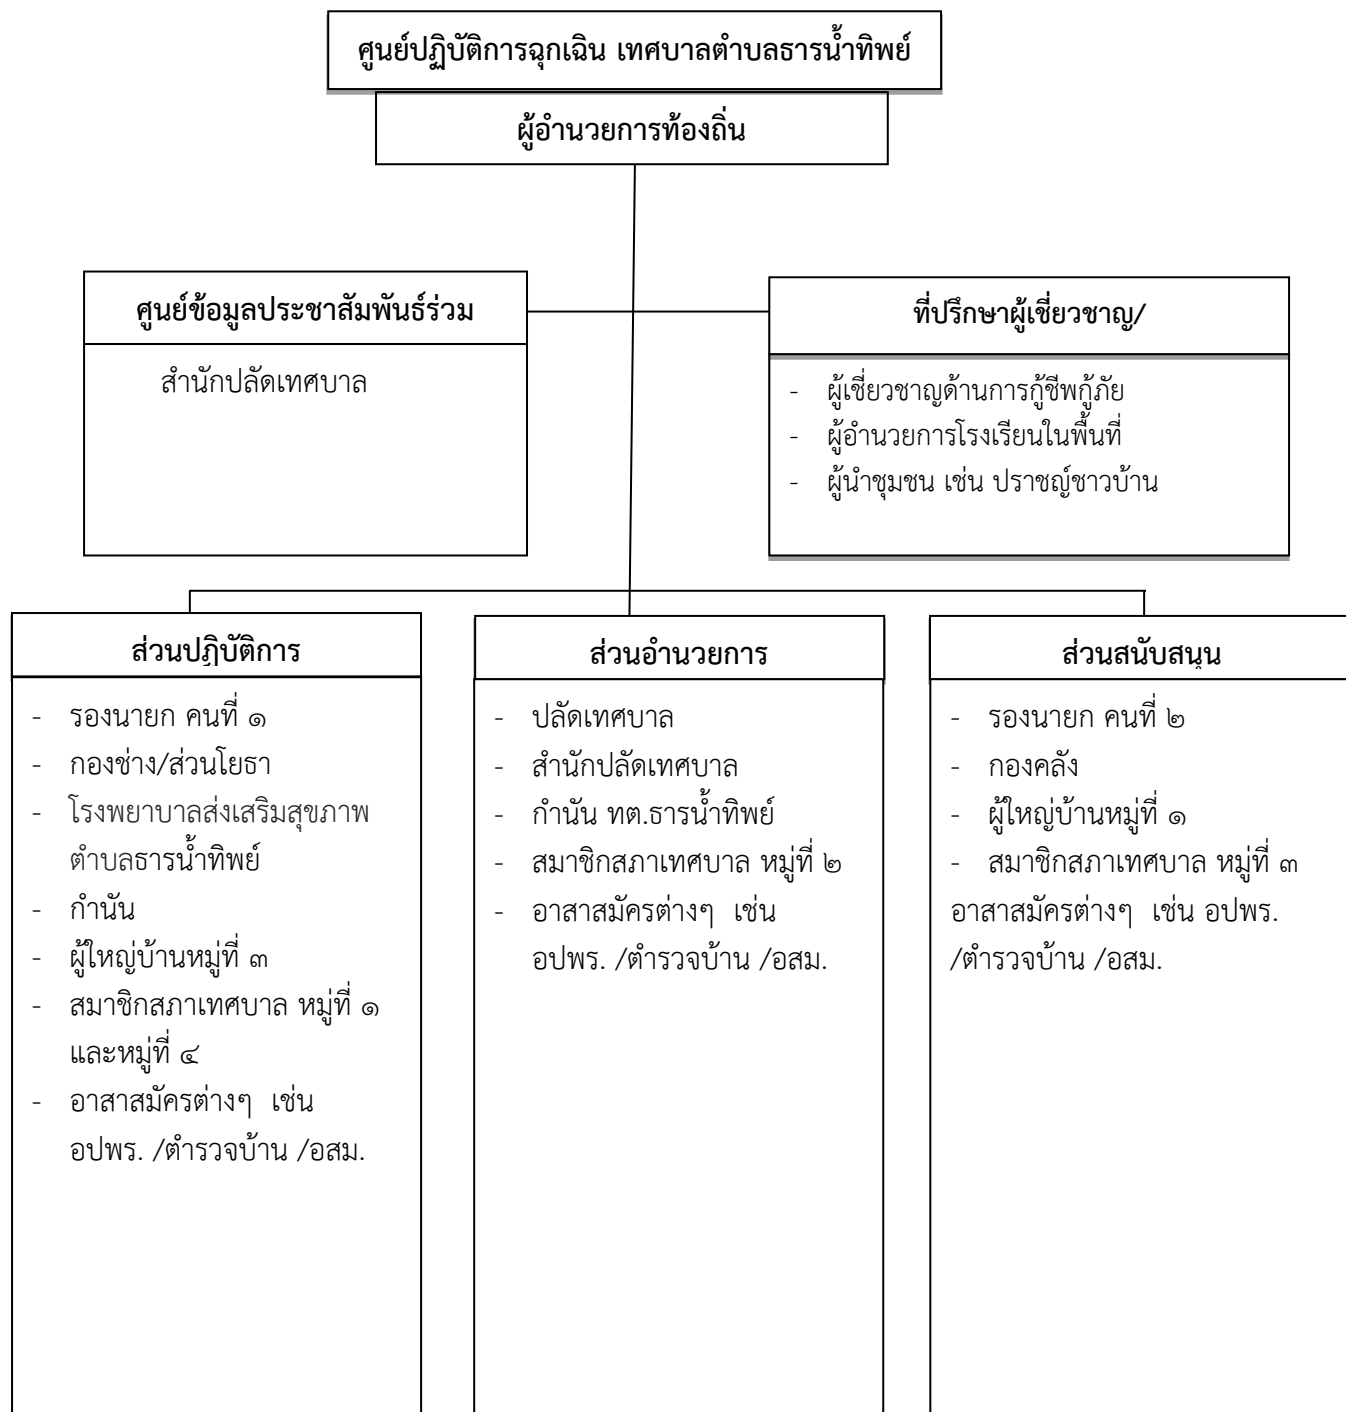 ศูนย์ปฏิบัติการฉุกเฉิน เทศบาลตำบลธารน้ำทิพย์
ผู้อำนวยการท้องถิ่น
ศูนย์ข้อมูลประชาสัมพันธ์ร่วม
สำนักปลัดเทศบาล
ที่ปรึกษาผู้เชี่ยวชาญ/
- ผู้เชี่ยวชาญด้านการกู้ชีพกู้ภัย
- ผู้อำนวยการโรงเรียนในพื้นที่
- ผู้นำชุมชน เช่น ปราชญ์ชาวบ้าน
ส่วนปฏิบัติการ
- รองนายก คนที่ ๑
- กองช่าง/ส่วนโยธา
- โรงพยาบาลส่งเสริมสุขภาพ
ตำบลธารน้ำทิพย์
- กำนัน
- ผู้ใหญ่บ้านหมู่ที่ ๓
- สมาชิกสภาเทศบาล หมู่ที่ ๑
และหมู่ที่ ๔
- อาสาสมัครต่างๆ เช่น
อปพร. /ตำรวจบ้าน /อสม.
ส่วนอำนวยการ
- ปลัดเทศบาล
- สำนักปลัดเทศบาล
- กำนัน ทต.ธารน้ำทิพย์
- สมาชิกสภาเทศบาล หมู่ที่ ๒
- อาสาสมัครต่างๆ เช่น
อปพร. /ตำรวจบ้าน /อสม.
ส่วนสนับสนุน
- รองนายก คนที่ ๒
- กองคลัง
- ผู้ใหญ่บ้านหมู่ที่ ๑
- สมาชิกสภาเทศบาล หมู่ที่ ๓
อาสาสมัครต่างๆ เช่น อปพร.
/ตำรวจบ้าน /อสม.